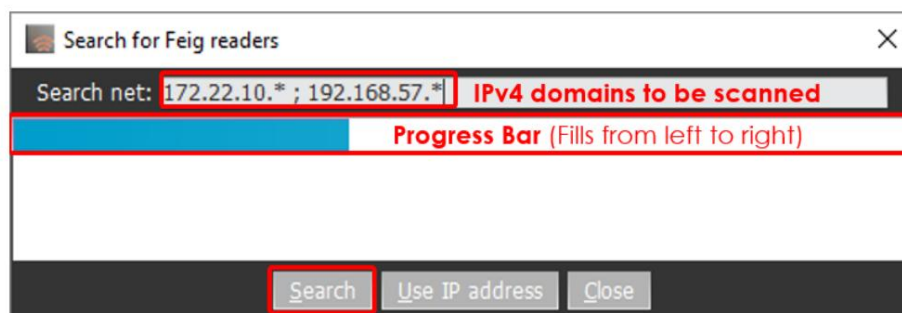 Search for Feig readers
Search net: 172.22.10.* ; 192.168.57.* IPv4 domains to be scanned
Progress Bar (Fills from left to right)
Search Use IP address Close